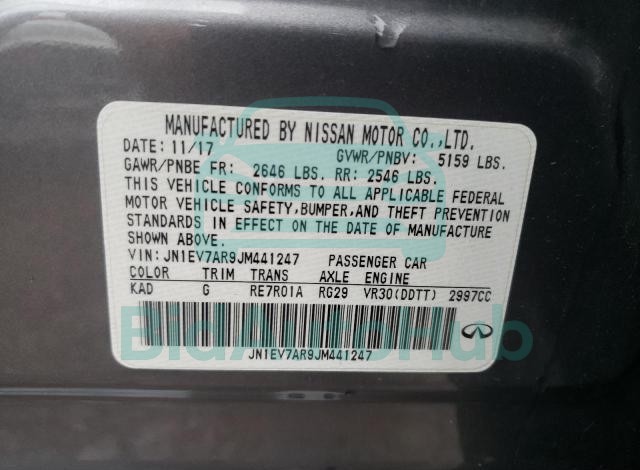 MANUFACTURED BY NISSAN MOTOR CO.,LTD.
DATE: 11/17 GVWR/PNBV: 5159 LBS.
GAWR/PNBE FR: 2646 LBS. RR: 2546 LBS.
THIS VEHICLE CONFORMS TO ALL APPLICABLE FEDERAL
MOTOR VEHICLE SAFETY,BUMPER,AND THEFT PREVENTION
STANDARDS IN EFFECT ON THE DATE OF MANUFACTURE
SHOWN ABOVE.
VIN: JN1EV7AR9JM441247 PASSENGER CAR
COLOR TRIM TRANS AXLE ENGINE
KAD G RE7R01A RG29 VR30(DDTT) 2997CC
JN1EV7AR9JM441247
BidAutoHub